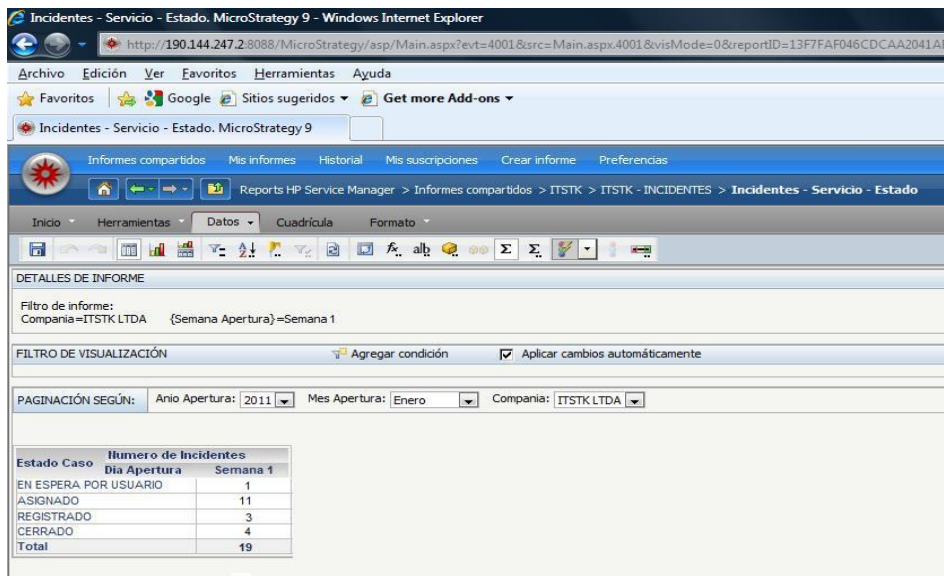 Incidentes - Servicio - Estado. MicroStrategy 9 - Windows Internet Explorer
http://190.144.247.2:8088/MicroStrategy/asp/Main.aspx?evt=4001&src=Main.aspx.4001&visMode=0&reportID=13F7FAF046CDCAA2041A
Archivo Edición Ver Favoritos Herramientas Ayuda
Favoritos Google Sitios sugeridos Get more Add-ons
Incidentes - Servicio - Estado. MicroStrategy 9
Informes compartidos Mis informes Historial Mis suscripciones Crear informe Preferencias
Reports HP Service Manager > Informes compartidos > ITSTK > ITSTK - INCIDENTES > Incidentes - Servicio - Estado
Inicio Herramientas Datos Cuadrícula Formato
DETALLES DE INFORME
Filtro de informe:
Compania=ITSTK LTDA {Semana Apertura}=Semana 1
FILTRO DE VISUALIZACIÓN Agregar condición Aplicar cambios automáticamente
PAGINACIÓN SEGÚN: Anio Apertura: 2011 Mes Apertura: Enero Compania: ITSTK LTDA
Estado Caso Numero de Incidentes
Dia Apertura Semana 1
EN ESPERA POR USUARIO 1
ASIGNADO 11
REGISTRADO 3
CERRADO 4
Total 19